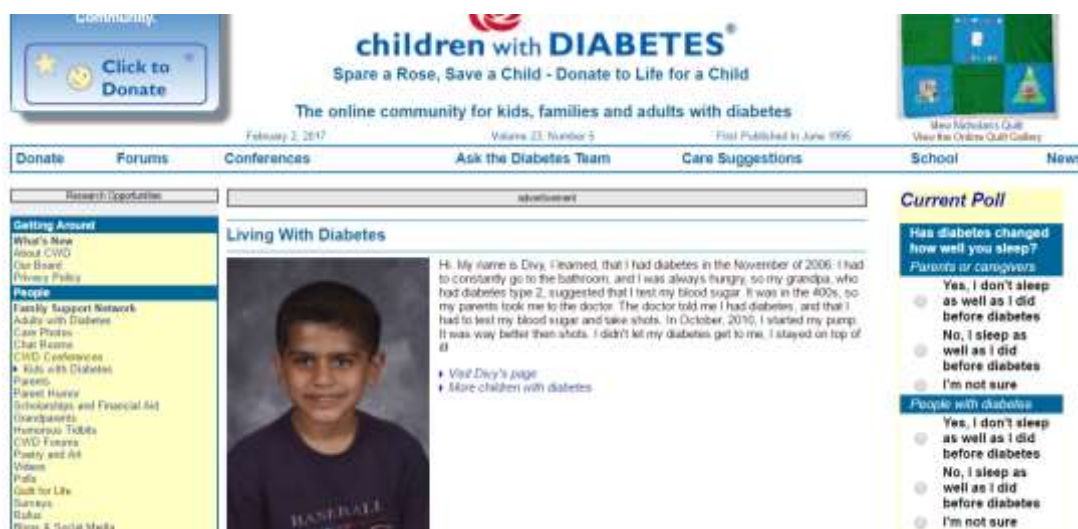 Community.
Click to
Donate
children with DIABETES®
Spare a Rose, Save a Child - Donate to Life for a Child
The online community for kids, families and adults with diabetes
February 2, 2017
Volume 23, Number 5
First Published in June 1995
View Nicholas's Quilt
View the Online Quilt Gallery
Donate Forums Conferences Ask the Diabetes Team Care Suggestions School News
Research Opportunities
advertisement
Getting Around
What's New
About CWD
Our Board
Privacy Policy
People
Family Support Network
Adults with Diabetes
Care Photos
Chat Rooms
CWD Conferences
Kids with Diabetes
Parents
Parent Humor
Scholarships and Financial Aid
Grandparents
Humorous Tidbits
CWD Forums
Poetry and Art
Videos
Polls
Quilt for Life
Surveys
Rufus
Blogs & Social Media
Living With Diabetes
Hi. My name is Divy, I learned, that I had diabetes in the November of 2006. I had
to constantly go to the bathroom, and I was always hungry, so my grandpa, who
had diabetes type 2, suggested that I test my blood sugar. It was in the 400s, so
my parents took me to the doctor. The doctor told me I had diabetes, and that I
had to test my blood sugar and take shots. In October, 2010, I started my pump.
It was way better then shots. I didn't let my diabetes get to me, I stayed on top of
it!
Visit Divy's page
More children with diabetes
BASEBALL
Current Poll
Has diabetes changed
how well you sleep?
Parents or caregivers
Yes, I don't sleep
as well as I did
before diabetes
No, I sleep as
well as I did
before diabetes
I'm not sure
People with diabetes
Yes, I don't sleep
as well as I did
before diabetes
No, I sleep as
well as I did
before diabetes
I'm not sure